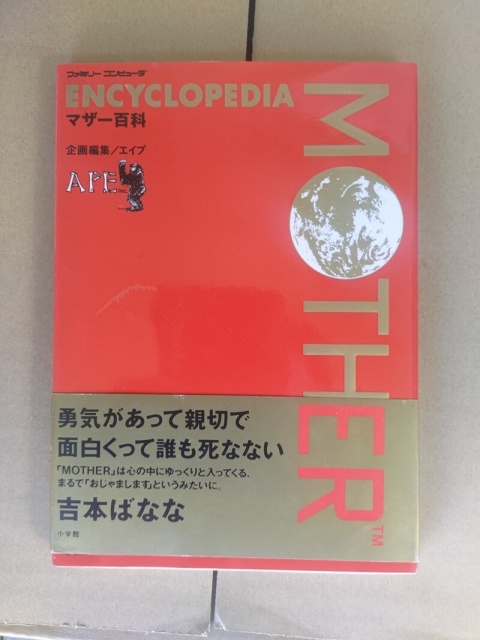 ファミリー コンピュータ
ENCYCLOPEDIA
マザー百科
企画編集/エイプ
APE
MOTHER™
勇気があって親切で
面白くって誰も死なない
「MOTHER」は心の中にゆっくりと入ってくる、
まるで「おじゃまします」というみたいに。
吉本ばなな
小学館